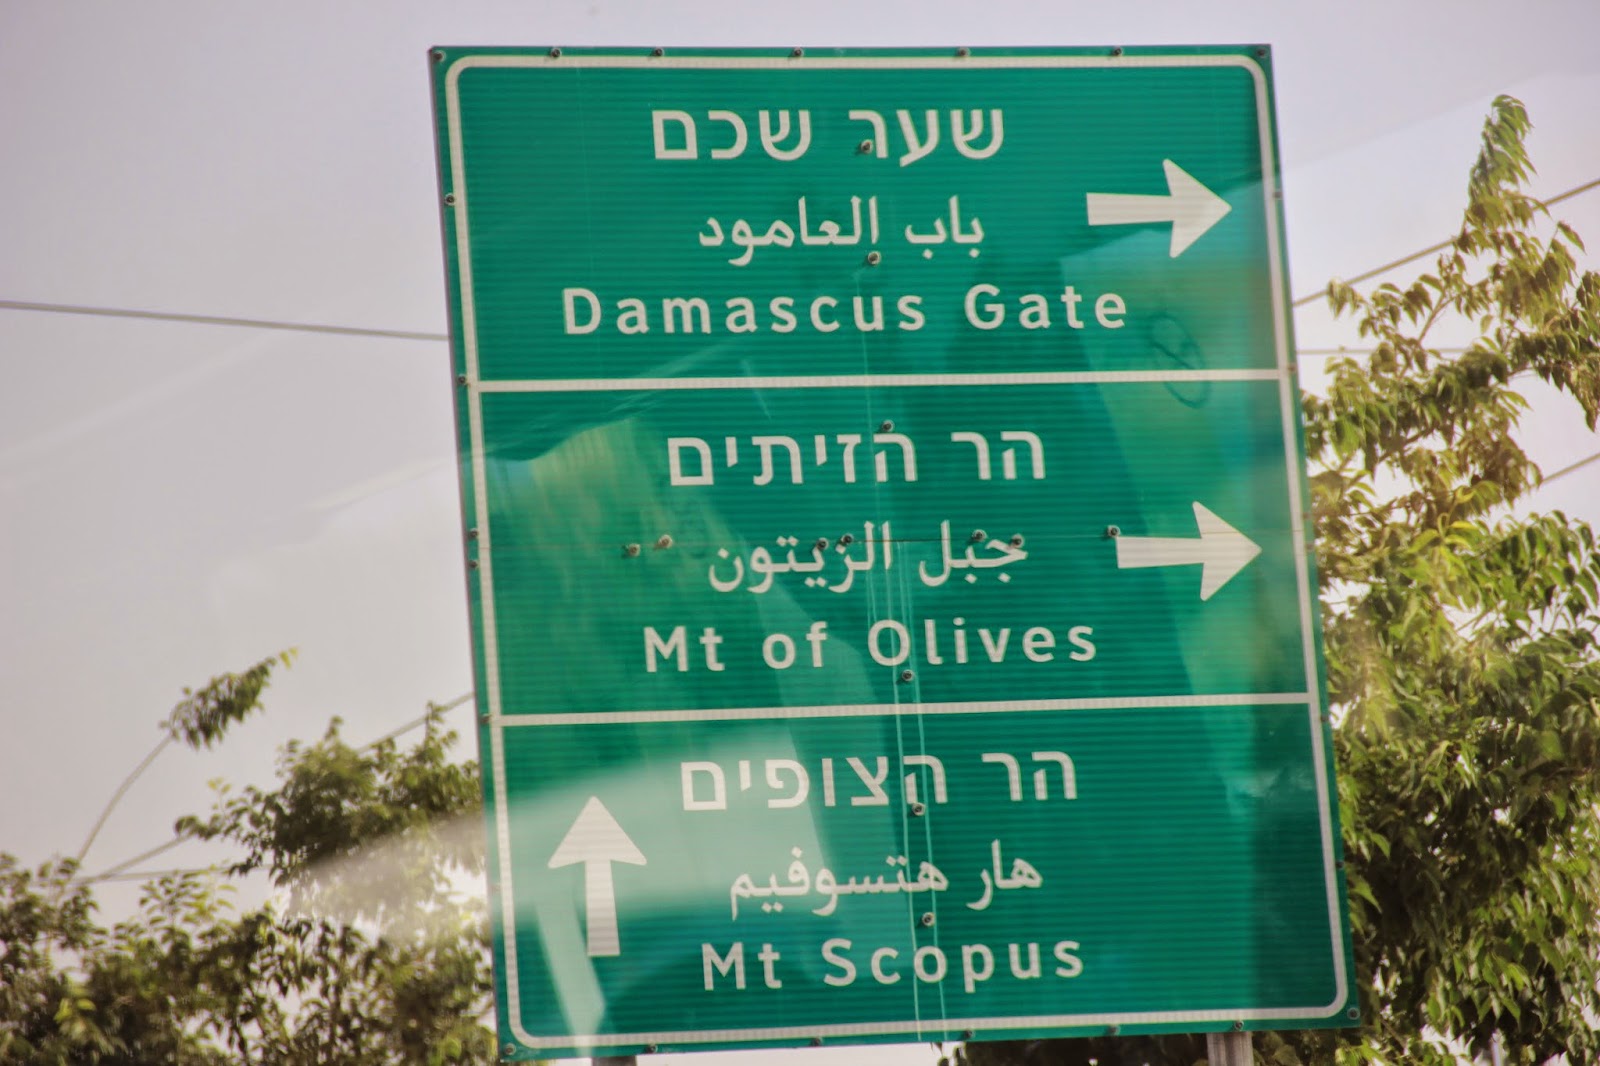 שער שכם
باب العامود
Damascus Gate
הר הזיתים
جبل الزيتون
Mt of Olives
הר הצופים
هار هتسوفيم
Mt Scopus